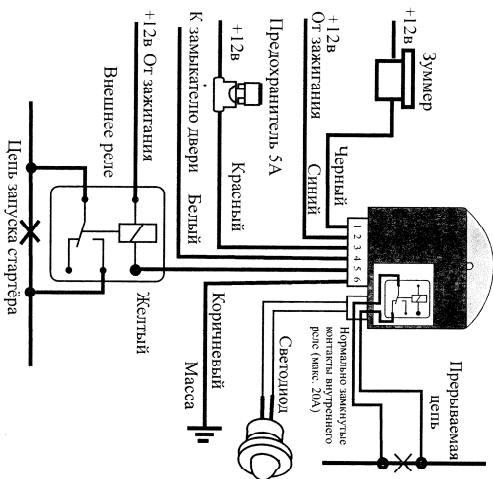 Зуммер
+12в
Черный
+12в
От зажигания
Синий
Предохранитель 5А
+12в
Красный
К замыкателю двери
Белый
+12в От зажигания
Внешнее реле
Желтый
Цепь запуска стартёра
Коричневый
Масса
Светодиод
1 2 3 4 5 6
Нормально замкнутые
контакты внутреннего
реле (макс. 20А)
Прерываемая
цепь